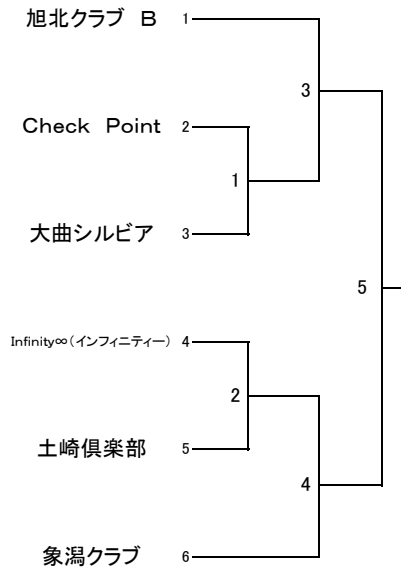 旭北クラブ B 1
3
Check Point 2
1
大曲シルビア 3
5
Infinity∞(インフィニティー) 4
2
土崎倶楽部 5
4
象潟クラブ 6